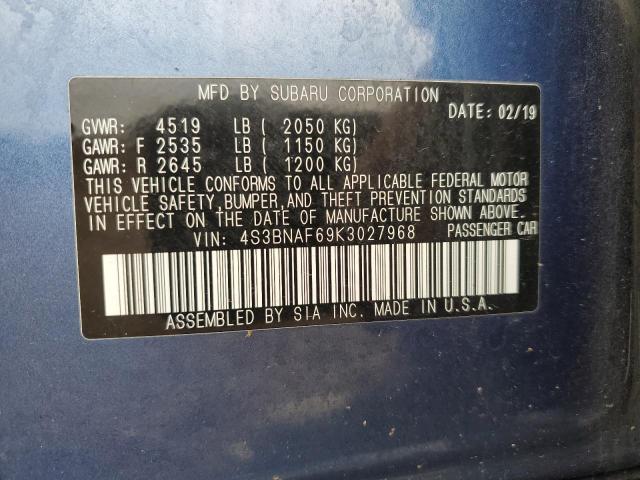 MFD BY SUBARU CORPORATION
DATE: 02/19
GVWR: 4519 LB ( 2050 KG)
GAWR: F 2535 LB ( 1150 KG)
GAWR: R 2645 LB ( 1200 KG)
THIS VEHICLE CONFORMS TO ALL APPLICABLE FEDERAL MOTOR
VEHICLE SAFETY, BUMPER, AND THEFT PREVENTION STANDARDS
IN EFFECT ON THE DATE OF MANUFACTURE SHOWN ABOVE.
VIN: 4S3BNAF69K3027968 PASSENGER CAR
ASSEMBLED BY SIA INC. MADE IN U.S.A.